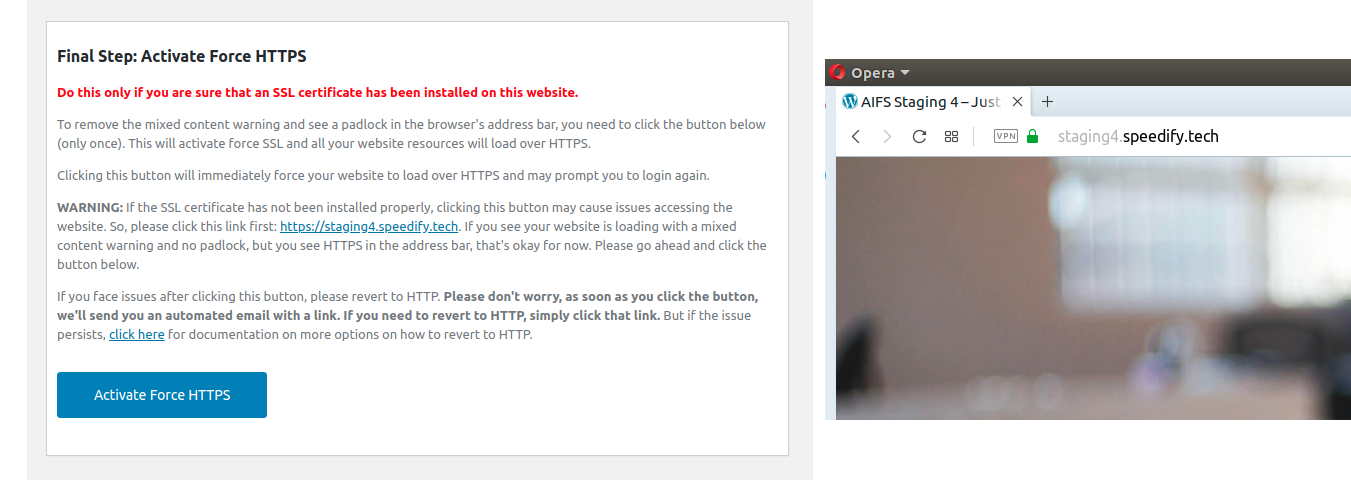 Final Step: Activate Force HTTPS
Do this only if you are sure that an SSL certificate has been installed on this website.
To remove the mixed content warning and see a padlock in the browser's address bar, you need to click the button below
(only once). This will activate force SSL and all your website resources will load over HTTPS.
Clicking this button will immediately force your website to load over HTTPS and may prompt you to login again.
WARNING: If the SSL certificate has not been installed properly, clicking this button may cause issues accessing the
website. So, please click this link first: https://staging4.speedify.tech. If you see your website is loading with a mixed
content warning and no padlock, but you see HTTPS in the address bar, that's okay for now. Please go ahead and click the
button below.
If you face issues after clicking this button, please revert to HTTP. Please don't worry, as soon as you click the button,
we'll send you an automated email with a link. If you need to revert to HTTP, simply click that link. But if the issue
persists, click here for documentation on more options on how to revert to HTTP.
Activate Force HTTPS
Opera
AIFS Staging 4 – Just
VPN staging4.speedify.tech